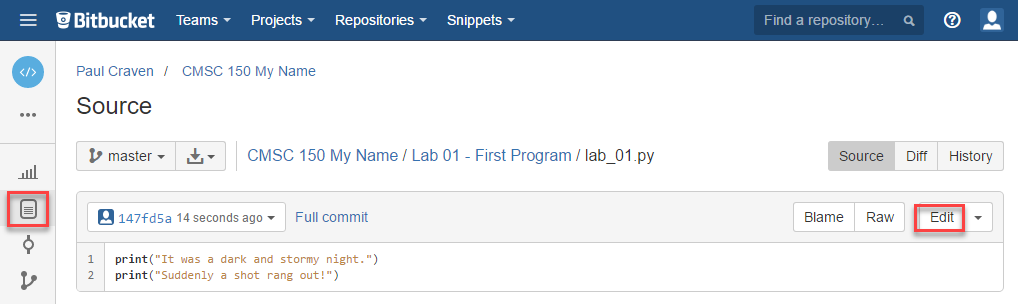 Bitbucket Teams Projects Repositories Snippets Find a repository...
Paul Craven / CMSC 150 My Name
Source
master CMSC 150 My Name / Lab 01 - First Program / lab_01.py Source Diff History
147fd5a 14 seconds ago Full commit Blame Raw Edit
1 print("It was a dark and stormy night.")
2 print("Suddenly a shot rang out!")